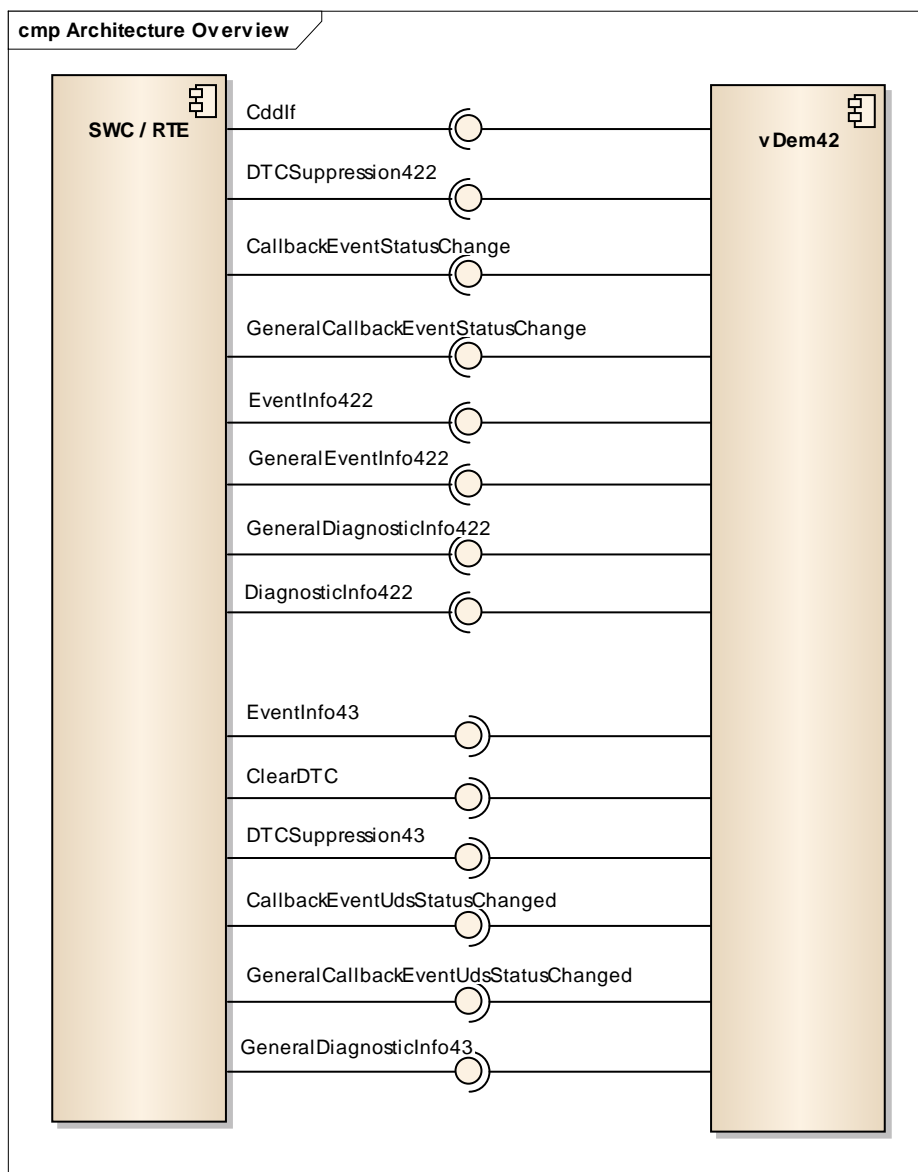 cmp Architecture Overview
SWC / RTE
vDem42
CddIf
DTCSuppression422
CallbackEventStatusChange
GeneralCallbackEventStatusChange
EventInfo422
GeneralEventInfo422
GeneralDiagnosticInfo422
DiagnosticInfo422
EventInfo43
ClearDTC
DTCSuppression43
CallbackEventUdsStatusChanged
GeneralCallbackEventUdsStatusChanged
GeneralDiagnosticInfo43